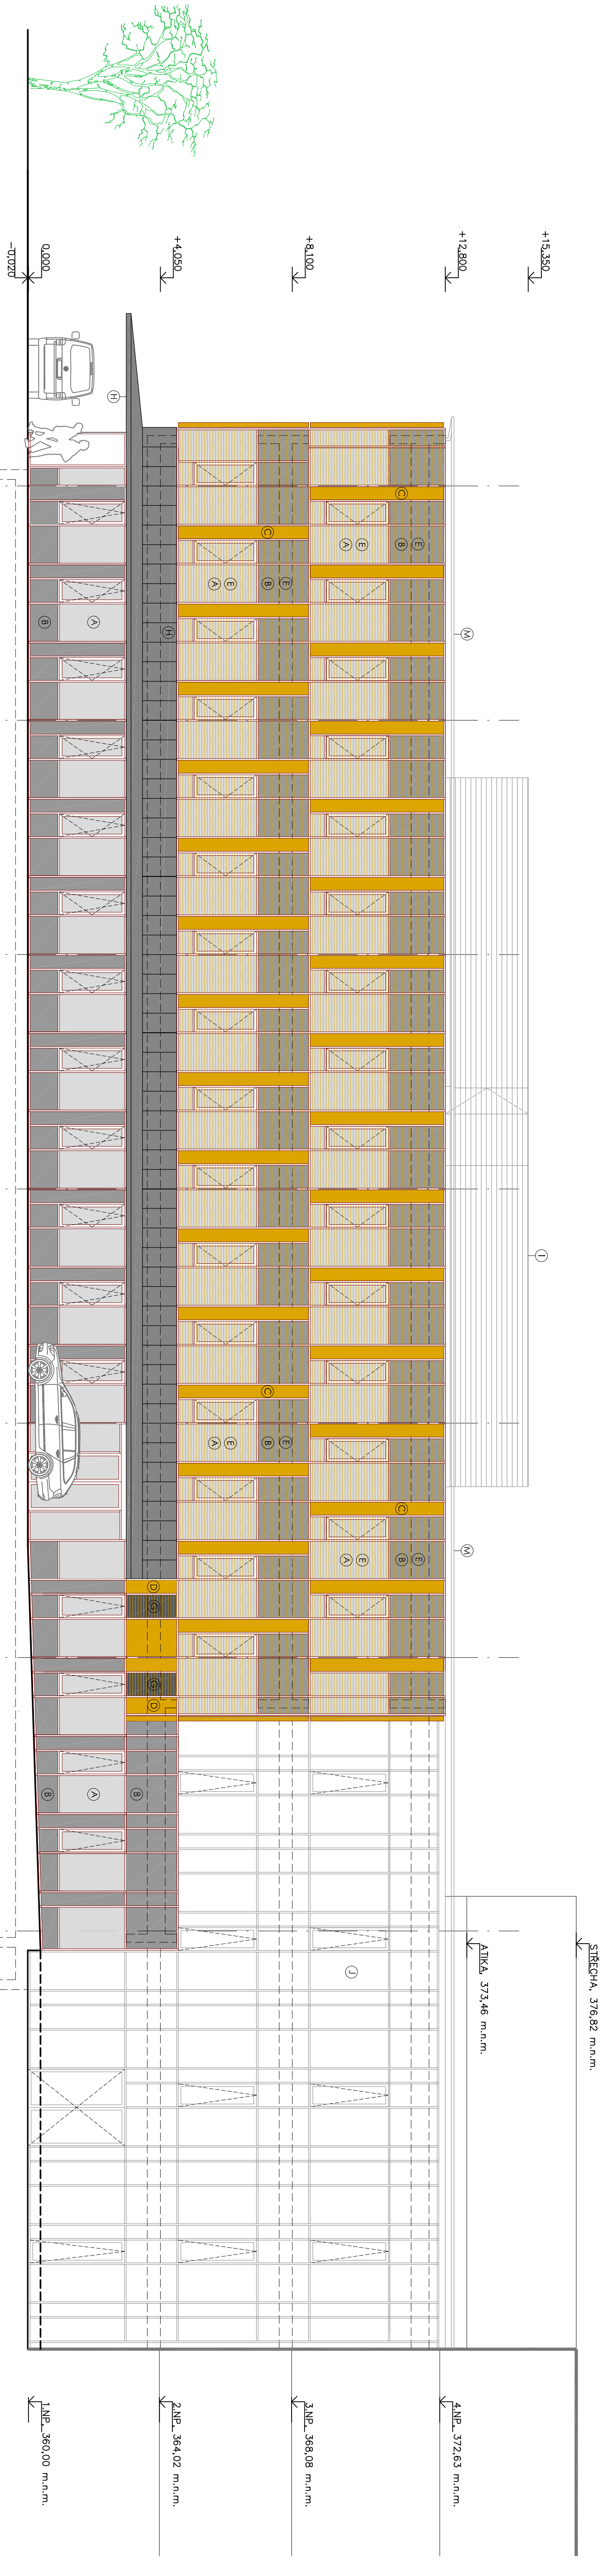 +15,350
+12,800
+8,100
+4,050
0,000
-0,020
H
C
E
B
E
A
C
E
B
E
A
M
H
A
B
I
C
E
B
E
A
C
E
B
E
A
M
D
G
G
D
B
A
B
J
STŘECHA, 376,82 m.n.m.
ATIKA, 373,46 m.n.m.
4.NP, 372,63 m.n.m.
3.NP, 368,08 m.n.m.
2.NP, 364,02 m.n.m.
1.NP, 360,00 m.n.m.